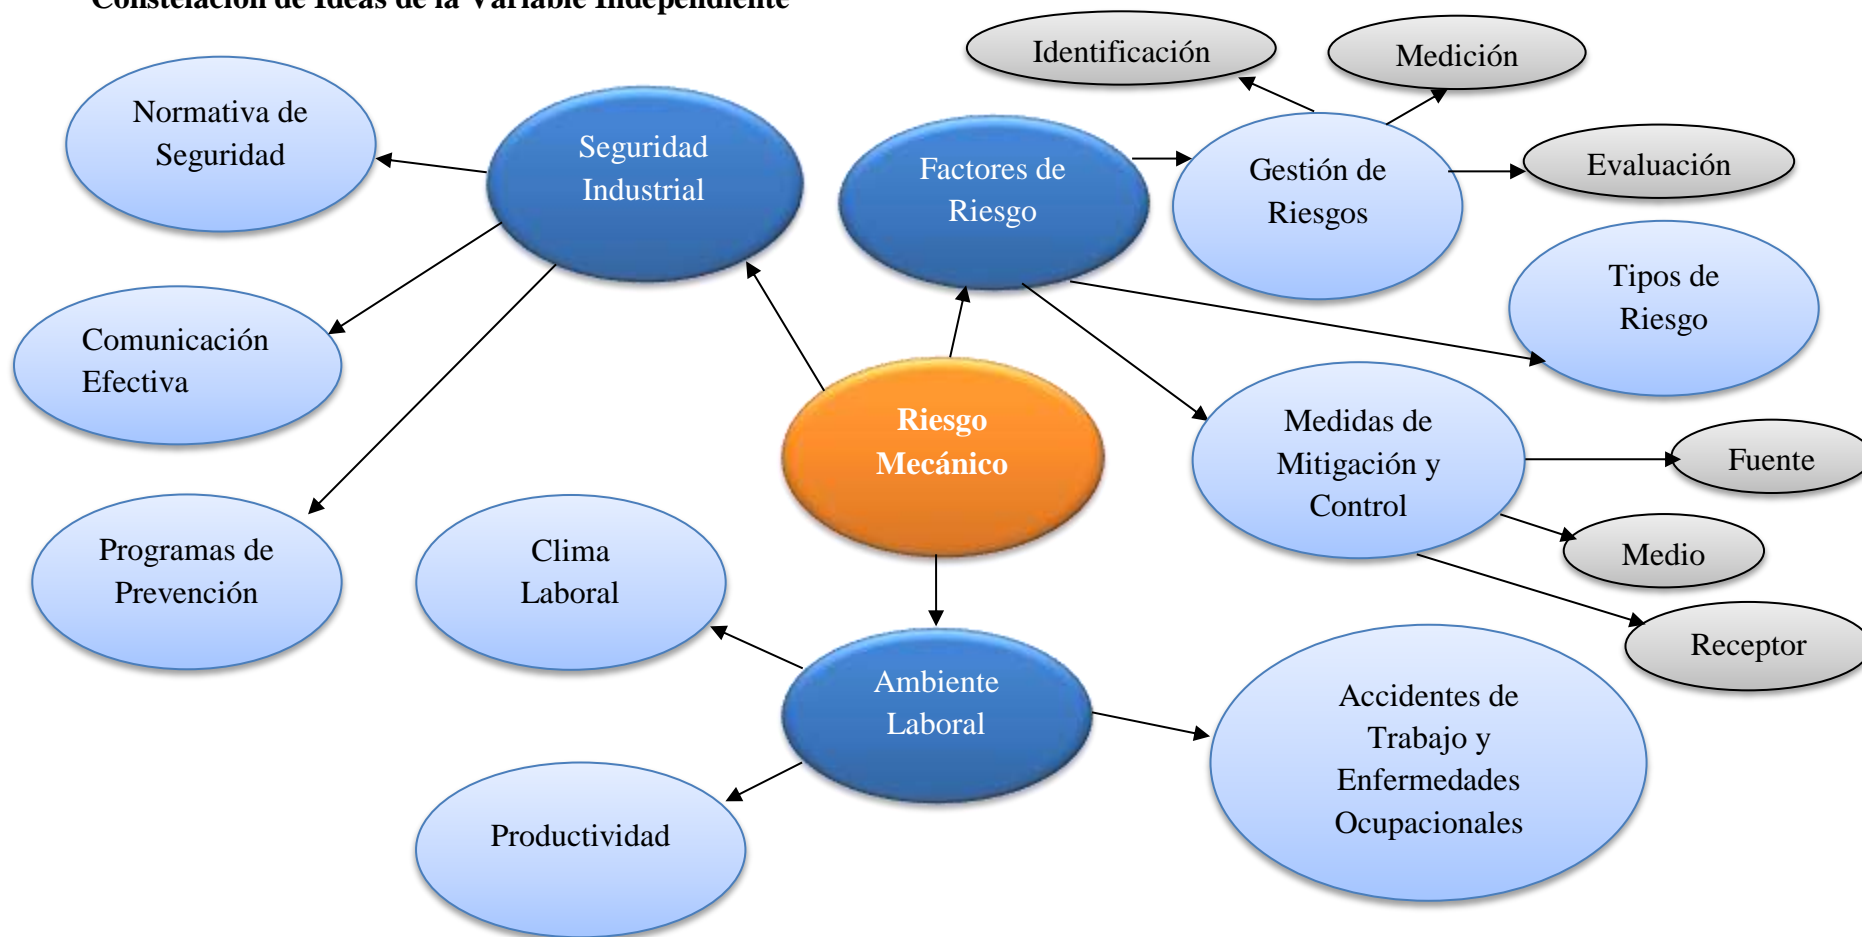 Constelación de Ideas de la Variable Independiente
Identificación
Medición
Normativa de
Seguridad
Seguridad
Industrial
Factores de
Riesgo
Gestión de
Riesgos
Evaluación
Tipos de
Riesgo
Comunicación
Efectiva
Riesgo
Mecánico
Medidas de
Mitigación y
Control
Fuente
Medio
Receptor
Programas de
Prevención
Clima
Laboral
Ambiente
Laboral
Accidentes de
Trabajo y
Enfermedades
Ocupacionales
Productividad